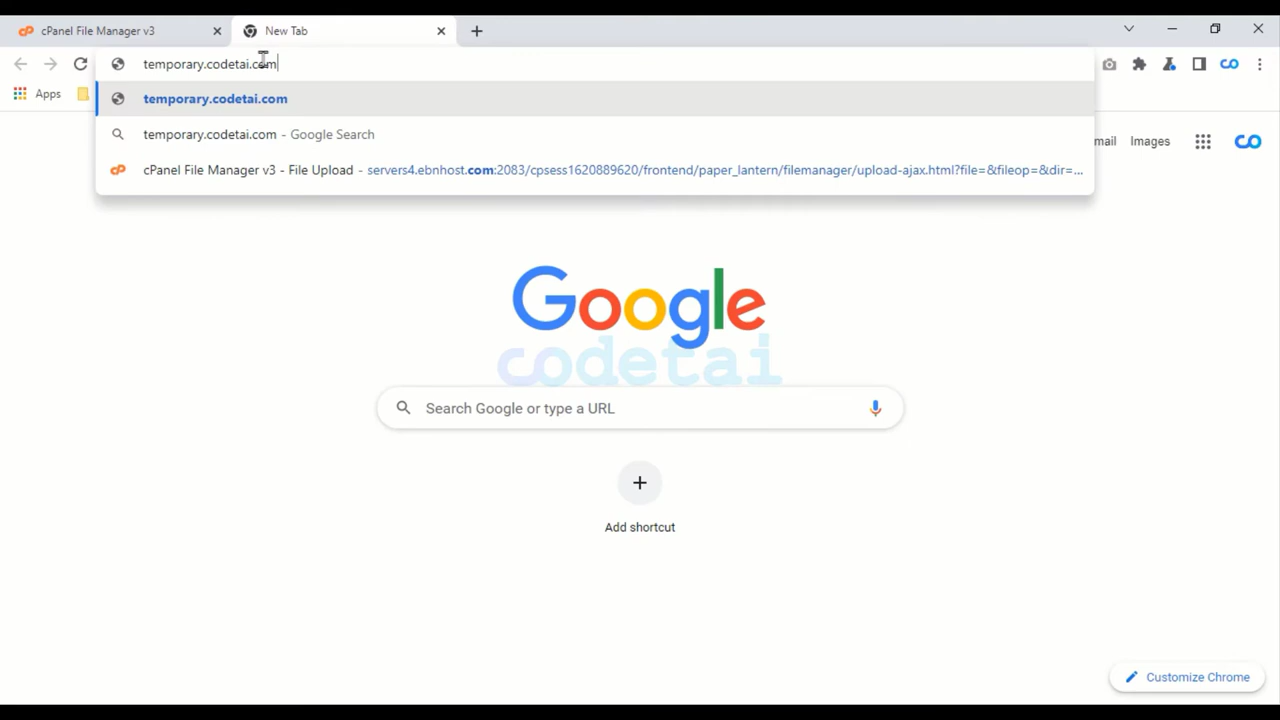 cPanel File Manager v3
New Tab
temporary.codetai.com
Apps
temporary.codetai.com
temporary.codetai.com - Google Search
cPanel File Manager v3 - File Upload - servers4.ebnhost.com:2083/cpsess1620889620/frontend/paper_lantern/filemanager/upload-ajax.html?file=&fileop=&dir=...
mail Images
Google
codetai
Search Google or type a URL
Add shortcut
Customize Chrome